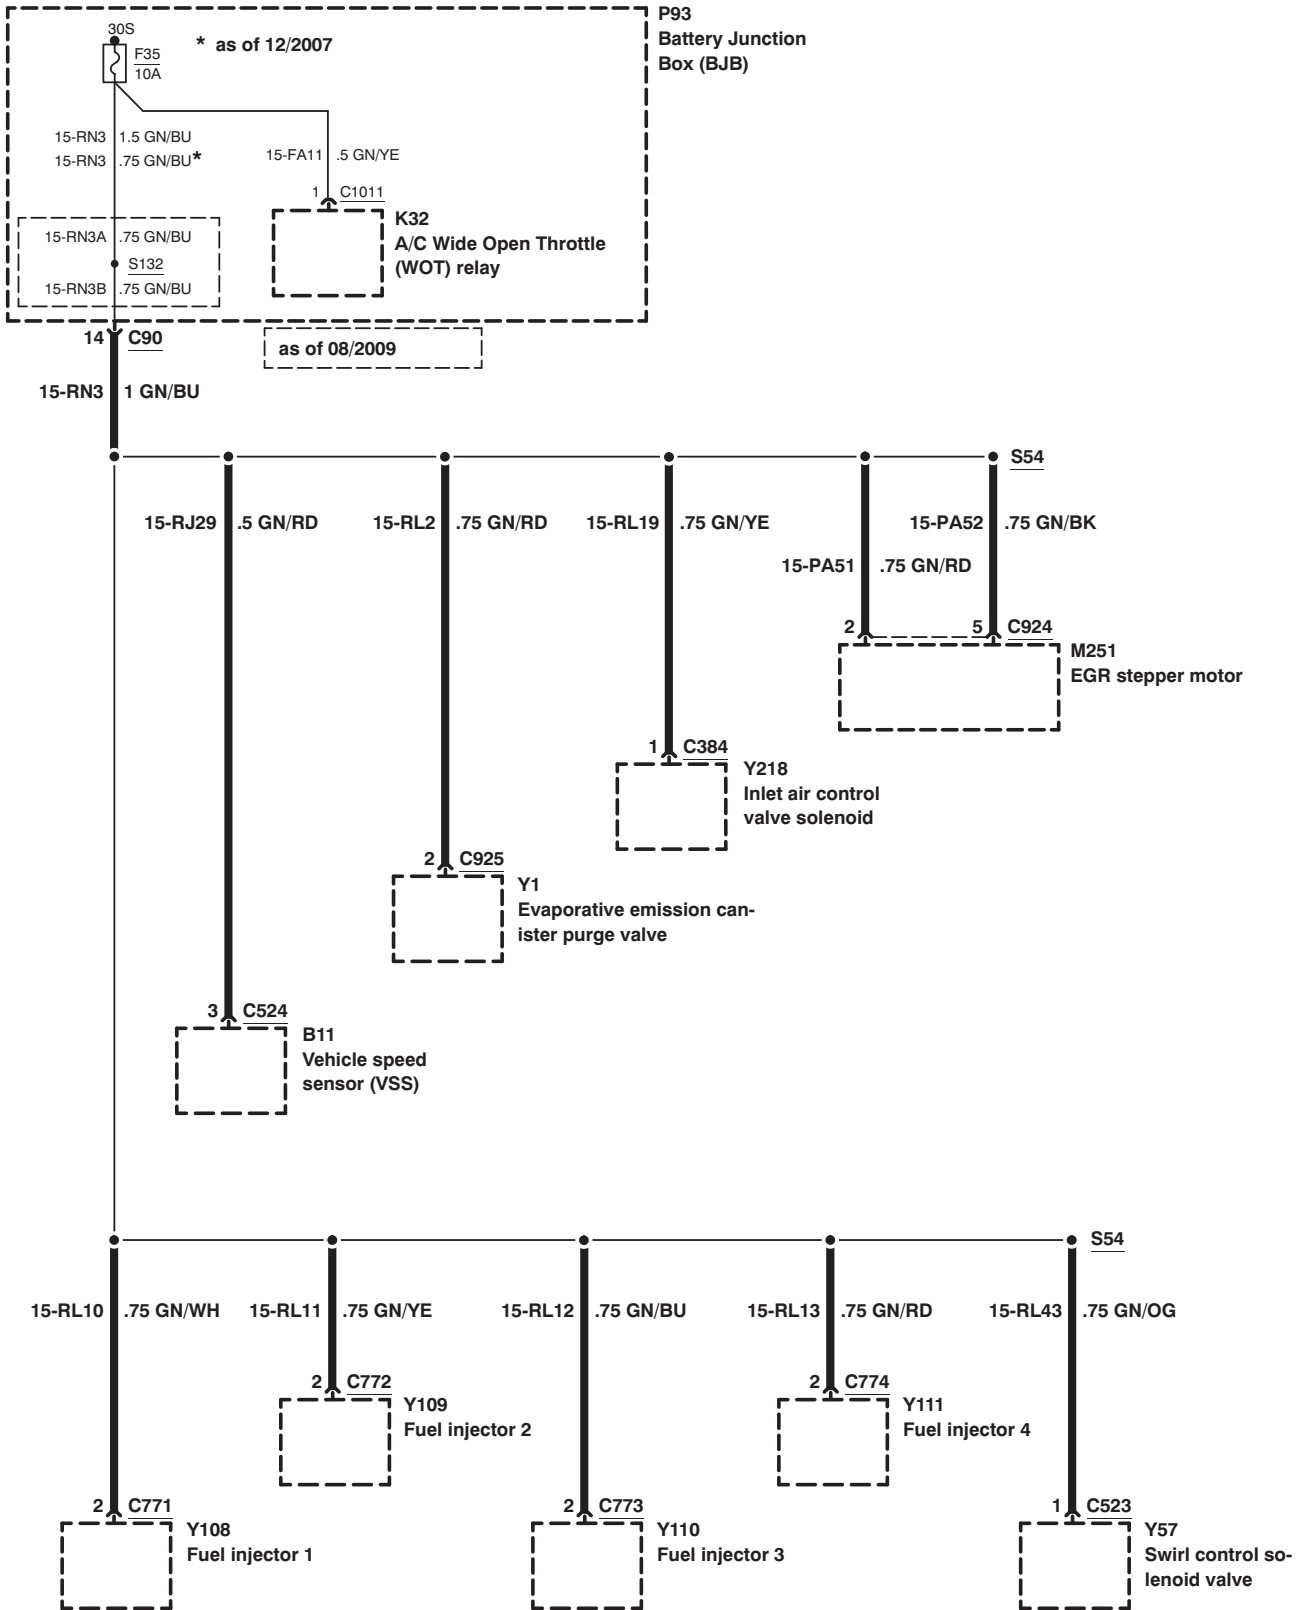 P93
Battery Junction
Box (BJB)
30S
* as of 12/2007
F35
10A
15-RN3 1.5 GN/BU
15-RN3 .75 GN/BU*
15-FA11 .5 GN/YE
1 C1011
K32
A/C Wide Open Throttle
(WOT) relay
15-RN3A .75 GN/BU
S132
15-RN3B .75 GN/BU
14 C90
as of 08/2009
15-RN3 1 GN/BU
S54
15-RJ29 .5 GN/RD
15-RL2 .75 GN/RD
15-RL19 .75 GN/YE
15-PA52 .75 GN/BK
15-PA51 .75 GN/RD
2
5 C924
M251
EGR stepper motor
1 C384
Y218
Inlet air control
valve solenoid
2 C925
Y1
Evaporative emission can-
ister purge valve
3 C524
B11
Vehicle speed
sensor (VSS)
S54
15-RL10 .75 GN/WH
15-RL11 .75 GN/YE
15-RL12 .75 GN/BU
15-RL13 .75 GN/RD
15-RL43 .75 GN/OG
2 C772
Y109
Fuel injector 2
2 C774
Y111
Fuel injector 4
2 C771
Y108
Fuel injector 1
2 C773
Y110
Fuel injector 3
1 C523
Y57
Swirl control so-
lenoid valve